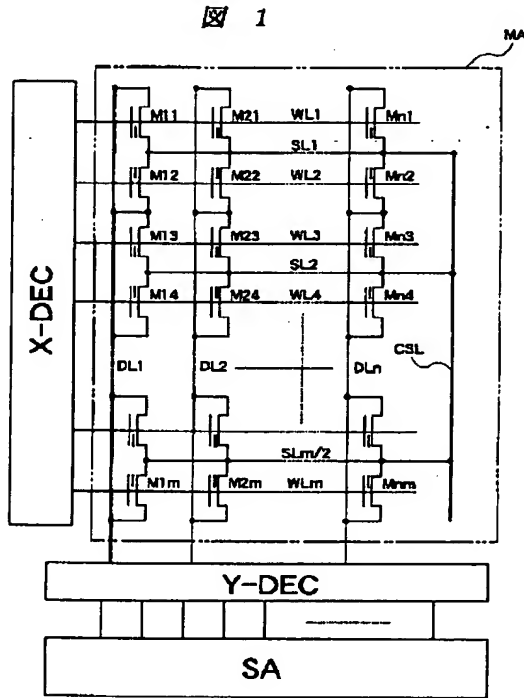 図 1
MA
M11 M21 WL1 Mn1
SL1
M12 M22 WL2 Mn2
M13 M23 WL3 Mn3
SL2
M14 M24 WL4 Mn4
X-DEC
DL1 DL2 DLn CSL
SLm/2
M1m M2m WLm Mnm
Y-DEC
SA